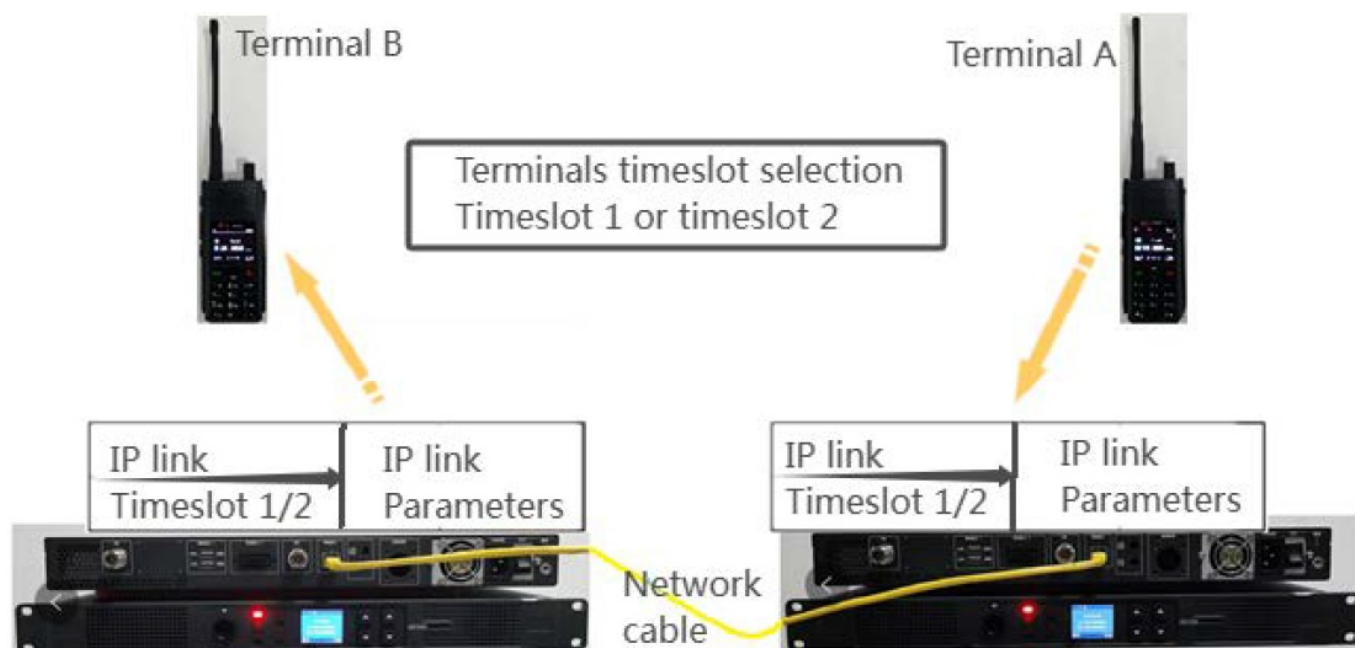 Terminal B
Terminal A
Terminals timeslot selection
Timeslot 1 or timeslot 2
IP link
Timeslot 1/2
IP link
Parameters
IP link
Timeslot 1/2
IP link
Parameters
Network
cable